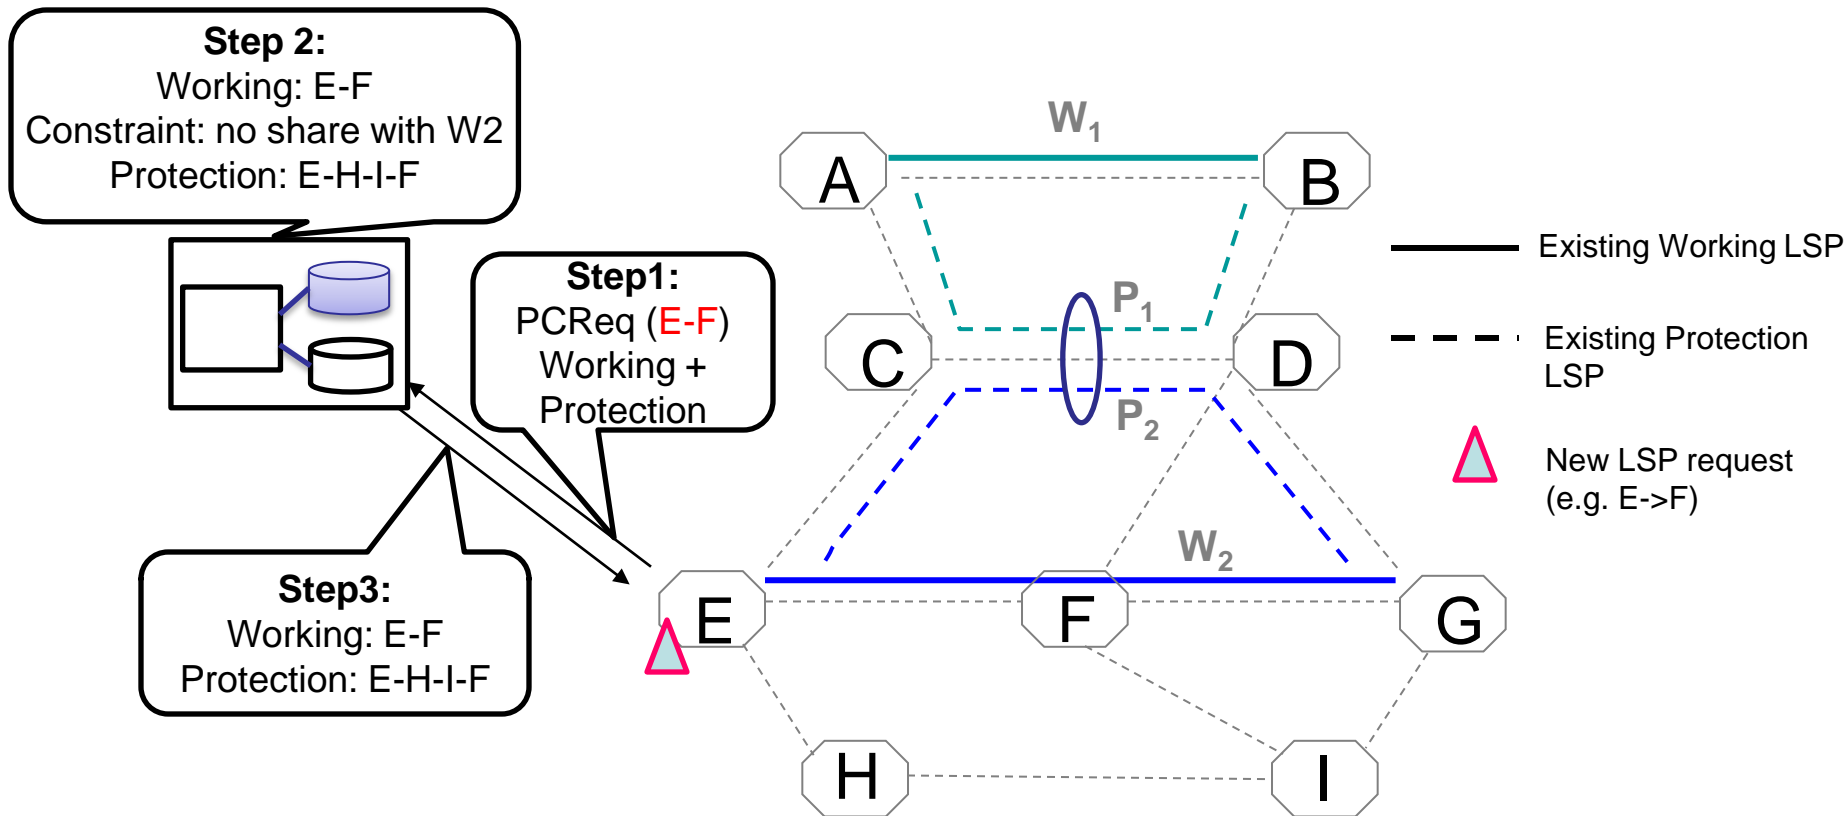 Step 2:
Working: E-F
Constraint: no share with W2
Protection: E-H-I-F
Step1:
PCReq (E-F)
Working +
Protection
Step3:
Working: E-F
Protection: E-H-I-F
W1
A
B
P1
C
D
P2
W2
E
F
G
H
I
Existing Working LSP
Existing Protection
LSP
New LSP request
(e.g. E->F)